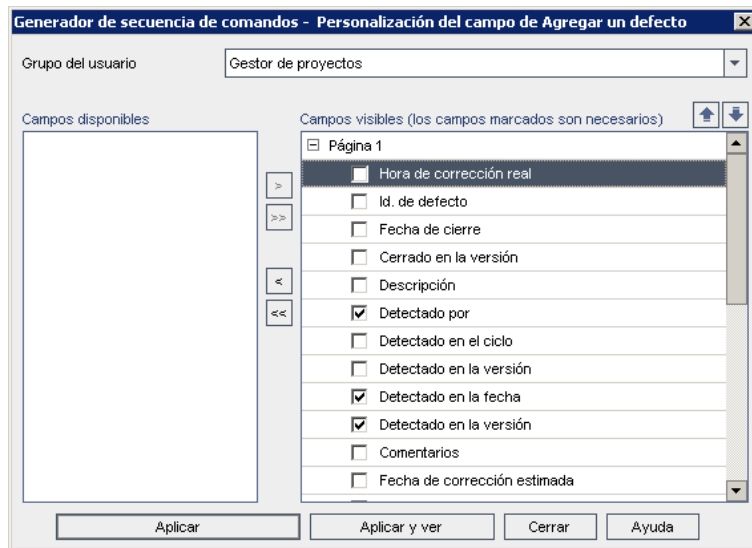 Generador de secuencia de comandos - Personalización del campo de Agregar un defecto
Grupo del usuario
Gestor de proyectos
Campos disponibles
Campos visibles (los campos marcados son necesarios)
Página 1
Hora de corrección real
Id. de defecto
Fecha de cierre
Cerrado en la versión
Descripción
>
>>
<
<<
Detectado por
Detectado en el ciclo
Detectado en la versión
Detectado en la fecha
Detectado en la versión
Comentarios
Fecha de corrección estimada
Aplicar
Aplicar y ver
Cerrar
Ayuda